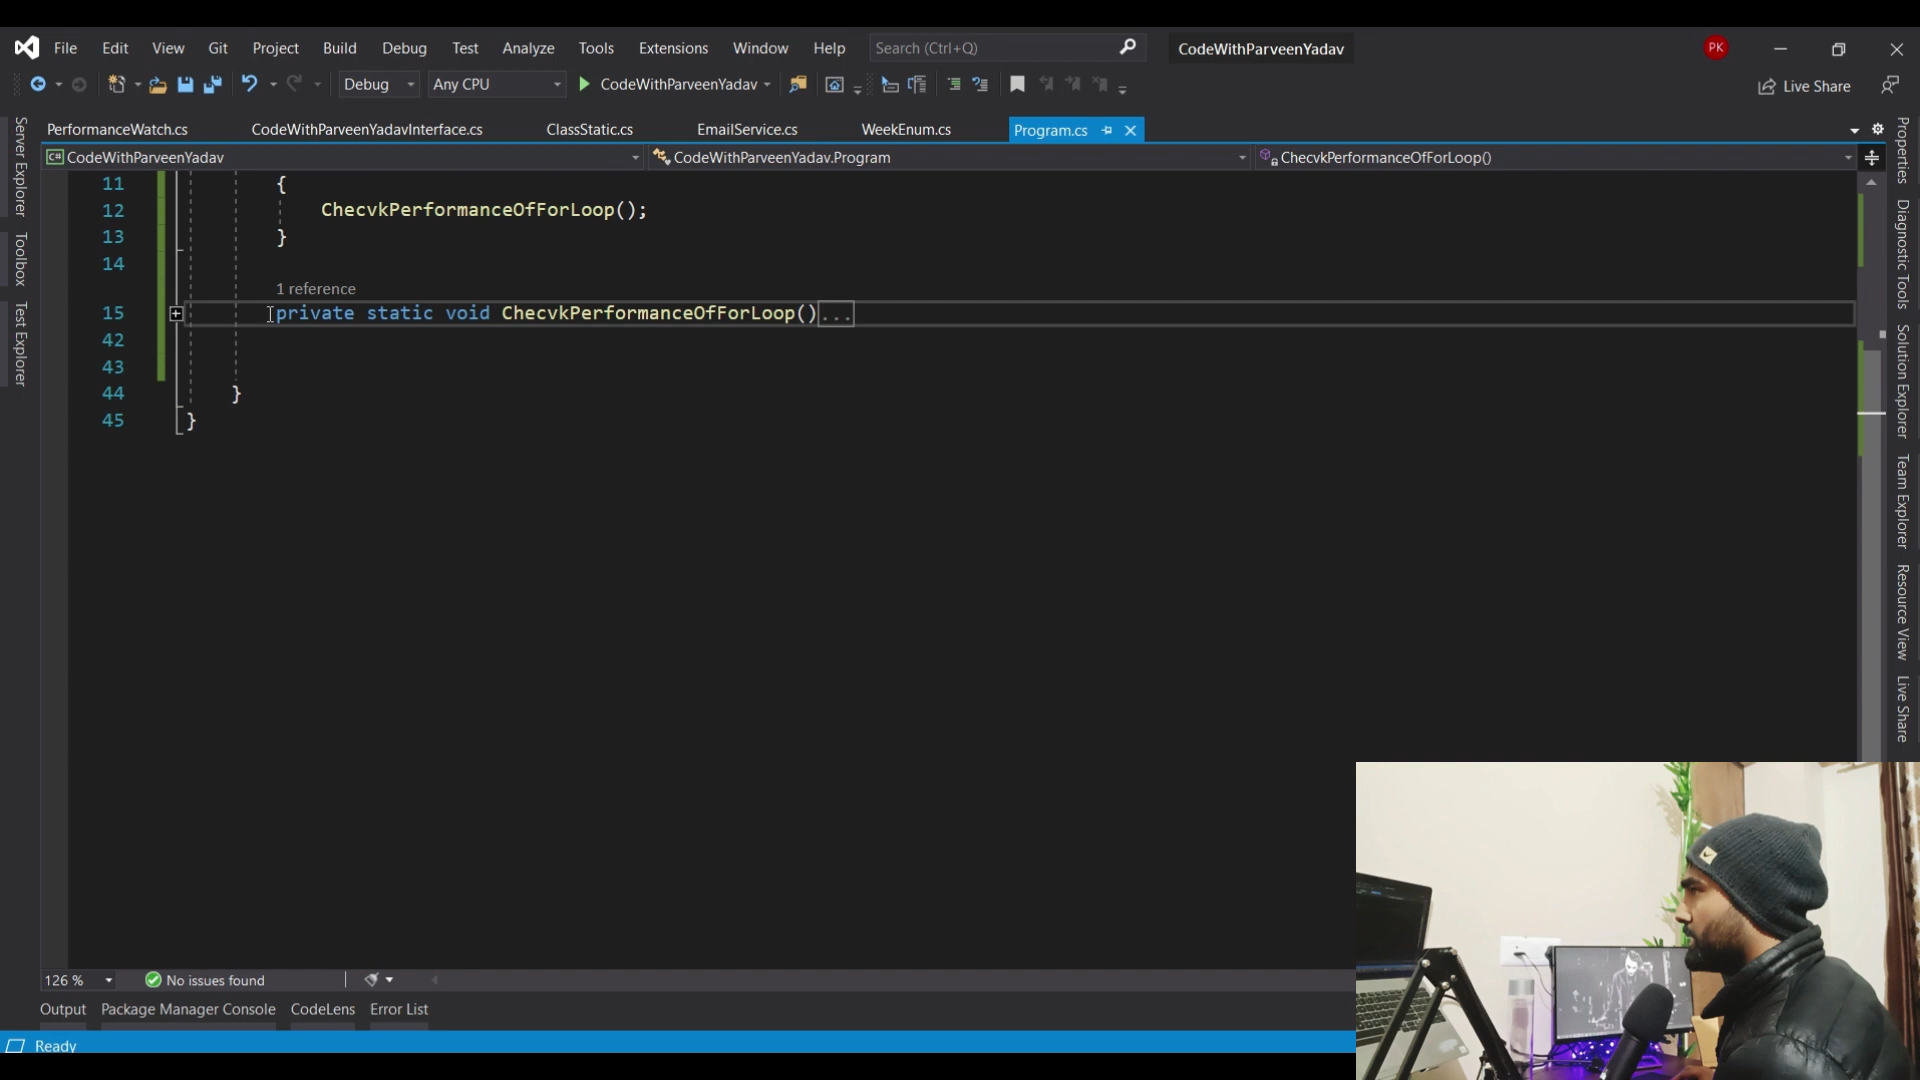 File Edit View Git Project Build Debug Test Analyze Tools Extensions Window Help Search (Ctrl+Q) CodeWithParveenYadav PK
Debug Any CPU CodeWithParveenYadav Live Share
PerformanceWatch.cs CodeWithParveenYadavInterface.cs ClassStatic.cs EmailService.cs WeekEnum.cs Program.cs
C# CodeWithParveenYadav CodeWithParveenYadav.Program ChecvkPerformanceOfForLoop()
11 {
12 ChecvkPerformanceOfForLoop();
13 }
14
1 reference
15 private static void ChecvkPerformanceOfForLoop()...
42
43
44 }
45 }
Server Explorer
Toolbox
Test Explorer
Properties
Diagnostic Tools
Solution Explorer
Team Explorer
Resource View
Live Share
126 % No issues found
Output Package Manager Console CodeLens Error List
Ready